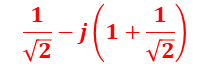 1/√2 − j(1 + 1/√2)